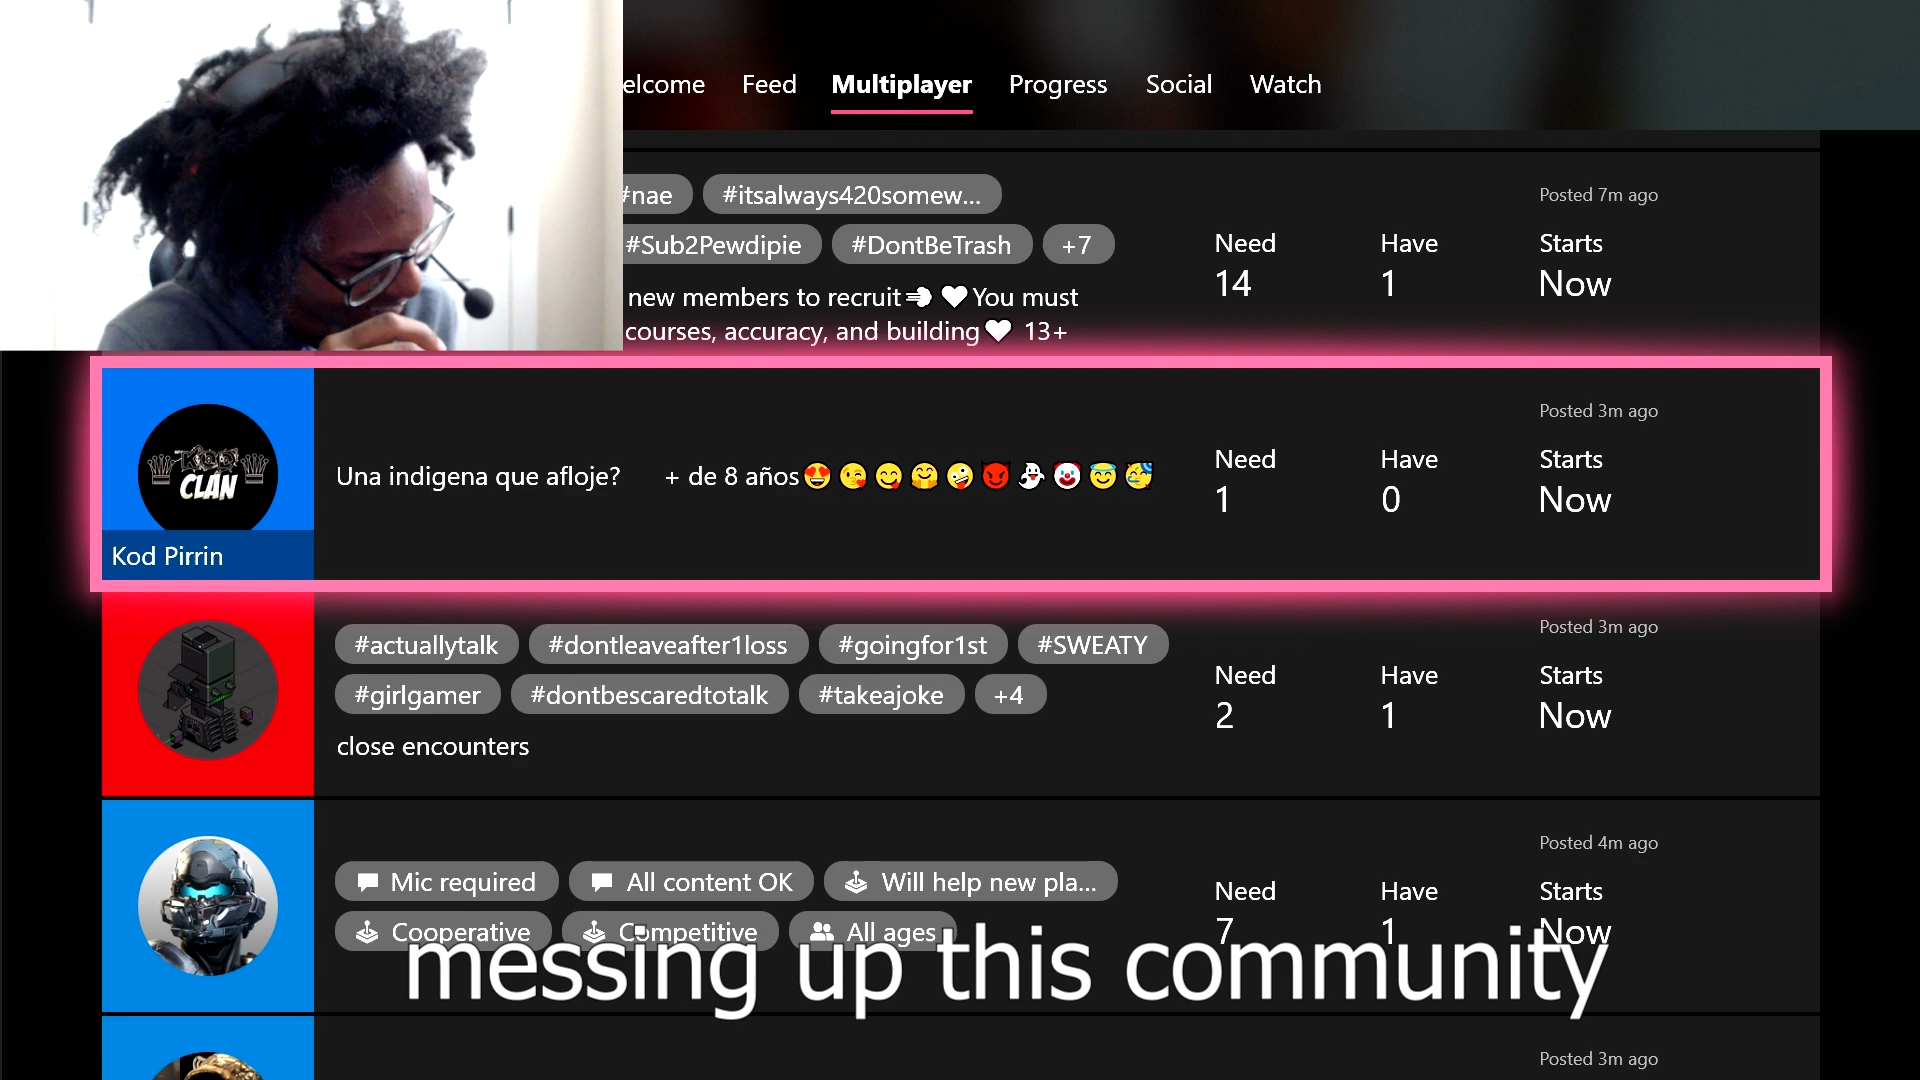 elcome Feed Multiplayer Progress Social Watch
#nae #itsalways420somew...
Posted 7m ago
#Sub2Pewdipie #DontBeTrash +7
Need Have Starts
14 1 Now
new members to recruit💨🤍You must
courses, accuracy, and building🤍 13+
Posted 3m ago
CLAN
Kod Pirrin
Una indigena que afloje? + de 8 años😍😘😋🤗🤪😈👻🤡😇🥳
Need Have Starts
1 0 Now
Posted 3m ago
#actuallytalk #dontleaveafter1loss #goingfor1st #SWEATY
#girlgamer #dontbescaredtotalk #takeajoke +4
close encounters
Need Have Starts
2 1 Now
Posted 4m ago
Mic required All content OK Will help new pla...
Cooperative Competitive All ages
Need Have Starts
7 1 Now
messing up this community
Posted 3m ago